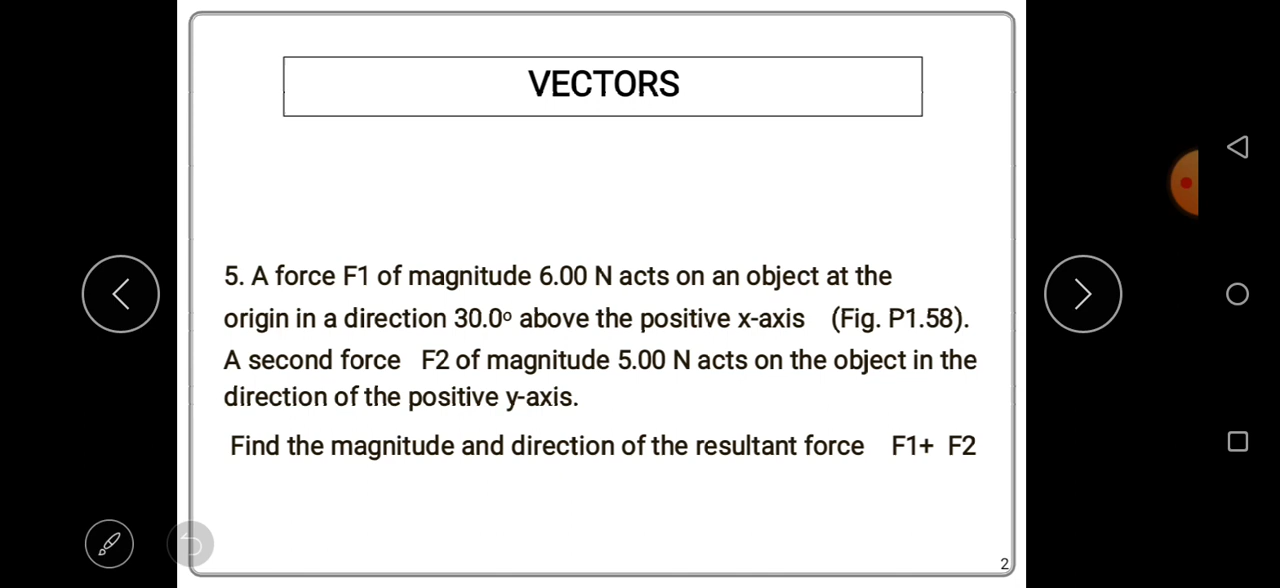 VECTORS
5. A force F1 of magnitude 6.00 N acts on an object at the
origin in a direction 30.0º above the positive x-axis (Fig. P1.58).
A second force F2 of magnitude 5.00 N acts on the object in the
direction of the positive y-axis.
Find the magnitude and direction of the resultant force F1+ F2
2